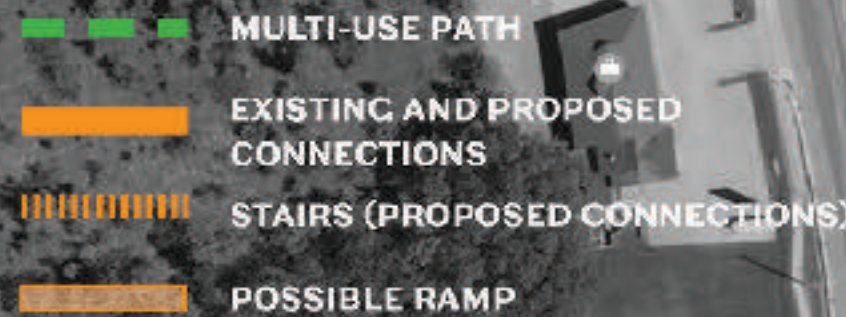 MULTI-USE PATH
EXISTING AND PROPOSED
CONNECTIONS
STAIRS (PROPOSED CONNECTIONS)
POSSIBLE RAMP